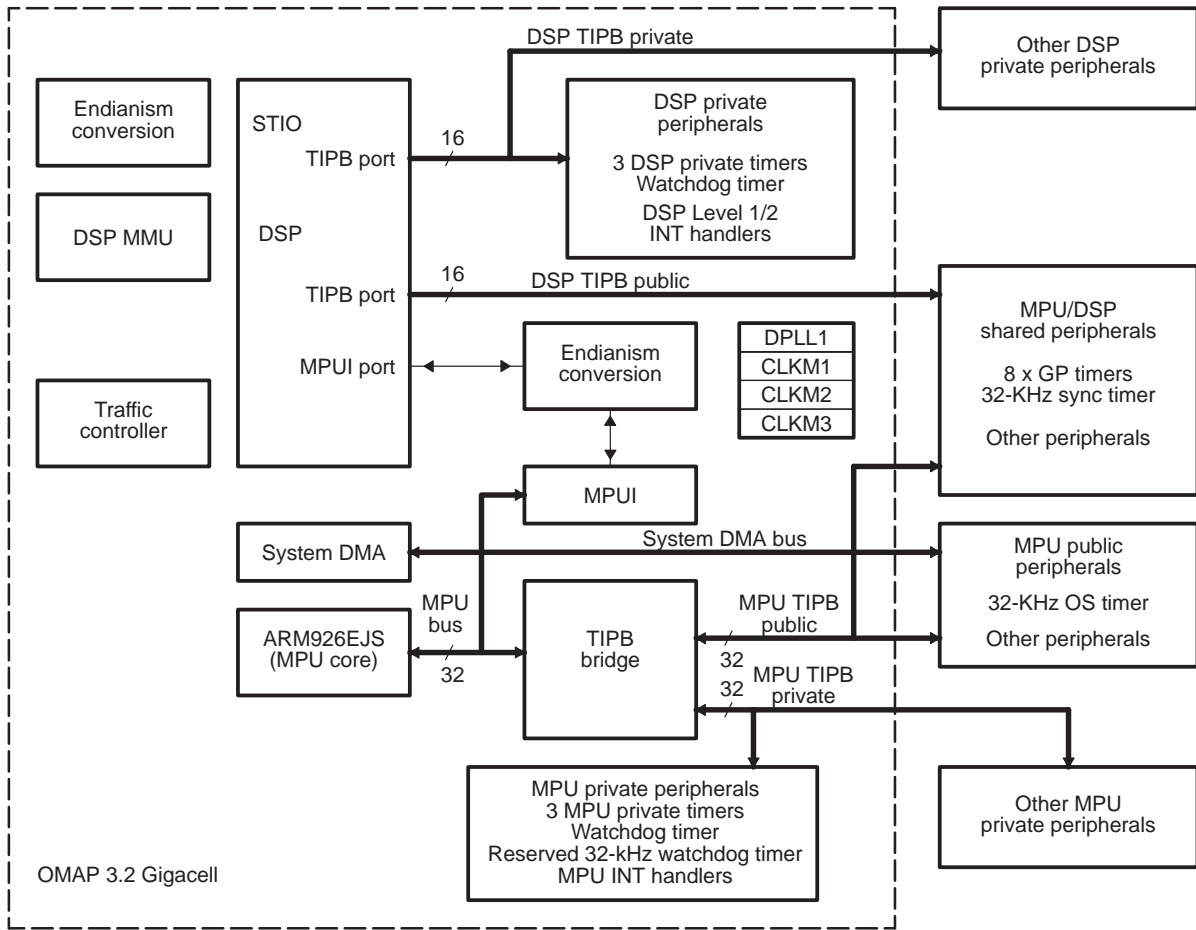 DSP TIPB private
Other DSP
private peripherals
Endianism
conversion
STIO
TIPB port
16
DSP private
peripherals
3 DSP private timers
Watchdog timer
DSP Level 1/2
INT handlers
DSP MMU
DSP
TIPB port
16
DSP TIPB public
MPU/DSP
shared peripherals
8 x GP timers
32-KHz sync timer
Other peripherals
MPUI port
Endianism
conversion
DPLL1
CLKM1
CLKM2
CLKM3
Traffic
controller
MPUI
System DMA
System DMA bus
MPU public
peripherals
32-KHz OS timer
Other peripherals
ARM926EJS
(MPU core)
MPU
bus
32
TIPB
bridge
MPU TIPB
public
32
32
MPU TIPB
private
MPU private peripherals
3 MPU private timers
Watchdog timer
Reserved 32-kHz watchdog timer
MPU INT handlers
Other MPU
private peripherals
OMAP 3.2 Gigacell